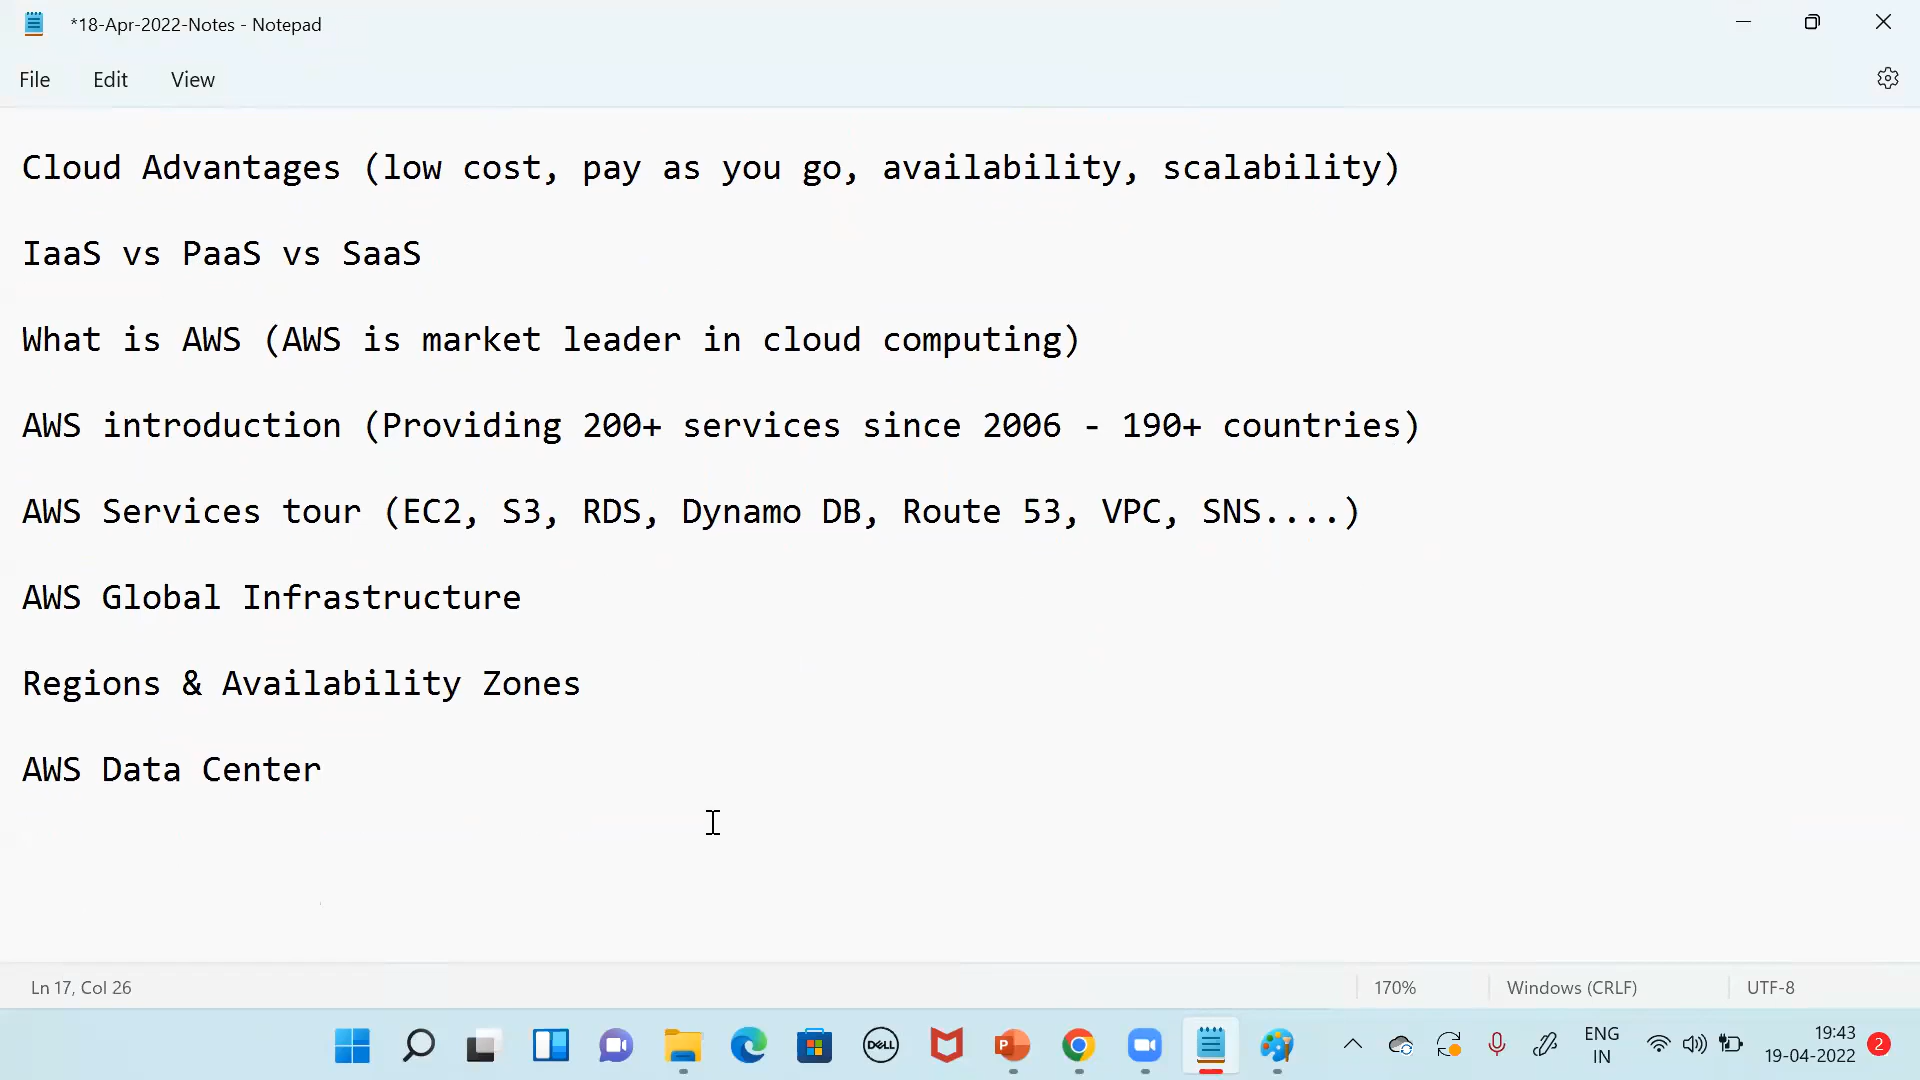 *18-Apr-2022-Notes - Notepad
File Edit View
Cloud Advantages (low cost, pay as you go, availability, scalability)
IaaS vs PaaS vs SaaS
What is AWS (AWS is market leader in cloud computing)
AWS introduction (Providing 200+ services since 2006 - 190+ countries)
AWS Services tour (EC2, S3, RDS, Dynamo DB, Route 53, VPC, SNS....)
AWS Global Infrastructure
Regions & Availability Zones
AWS Data Center
Ln 17, Col 26 170% Windows (CRLF) UTF-8
DELL P ENG 19:43 2
IN 19-04-2022